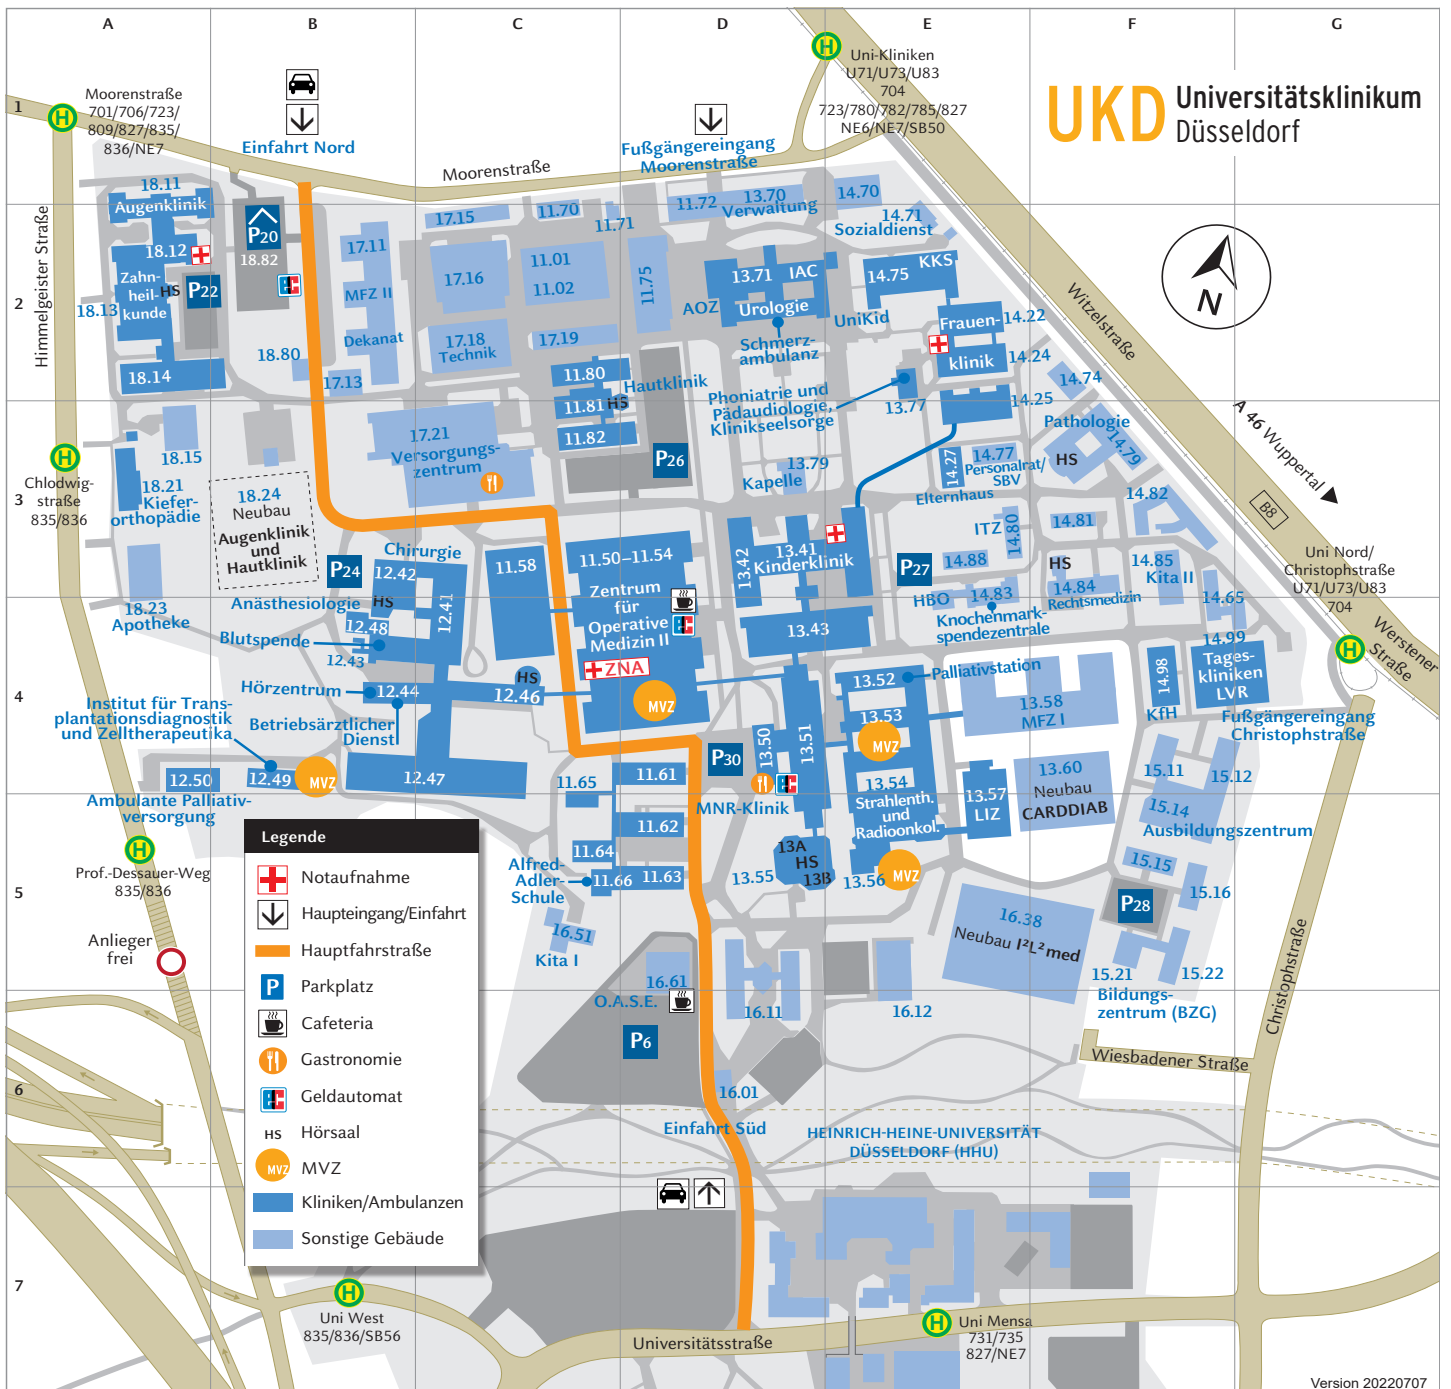 A B C D E F G
1
2
3
4
5
6
7
UKD Universitätsklinikum
Düsseldorf
Moorenstraße
701/706/723/
809/827/835/
836/NE7
Einfahrt Nord
Moorenstraße
Fußgängereingang
Moorenstraße
Uni-Kliniken
U71/U73/U83
704
723/780/782/785/827
NE6/NE7/SB50
Himmelgeister Straße
18.11
Augenklinik
18.12
Zahn-
heil-
kunde
HS
P22
18.13
18.14
P20
18.82
18.80
17.11
MFZ II
Dekanat
17.13
17.15
17.16
17.18
Technik
11.70
11.71
11.01
11.02
17.19
11.75
11.72
13.70
Verwaltung
14.70
14.71
Sozialdienst
13.71
IAC
AOZ
Urologie
Schmerz-
ambulanz
14.75
KKS
UniKid
Frauen-
klinik
14.22
14.24
14.25
14.74
Witzelstraße
N
11.80
11.81
HS
11.82
Hautklinik
P26
Phoniatrie und
Pädaudiologie,
Klinikseelsorge
13.77
Pathologie
14.79
HS
A 46 Wuppertal
B8
17.21
Versorgungs-
zentrum
18.15
18.21
Kiefer-
orthopädie
Chlodwig-
straße
835/836
18.24
Neubau
Augenklinik
und
Hautklinik
13.79
Kapelle
14.27
14.77
Personalrat/
SBV
Elternhaus
ITZ
14.80
14.81
14.82
HS
14.84
Rechtsmedizin
14.85
Kita II
14.65
Uni Nord/
Christophstraße
U71/U73/U83
704
Werstener
Straße
18.23
Apotheke
P24
Chirurgie
12.42
Anästhesiologie
HS
12.41
12.48
Blutspende
12.43
Hörzentrum
12.44
Betriebsärztlicher
Dienst
Institut für Trans-
plantationsdiagnostik
und Zelltherapeutika
12.46
HS
12.47
12.49
MVZ
12.50
Ambulante Palliativ-
versorgung
11.58
11.50–11.54
Zentrum
für
Operative
Medizin II
ZNA
MVZ
13.42
13.41
Kinderklinik
13.43
P27
14.88
HBO
14.83
Knochenmark-
spendezentrale
14.99
Tages-
kliniken
LVR
14.98
KfH
Fußgängereingang
Christophstraße
13.52
Palliativstation
13.53
MVZ
13.58
MFZ I
13.50
13.51
P30
MNR-Klinik
13.54
Strahlenth.
und
Radioonkol.
13.57
LIZ
13.60
Neubau
CARDDIAB
15.11
15.12
15.14
Ausbildungszentrum
15.15
15.16
P28
15.21
15.22
Bildungs-
zentrum (BZG)
11.65
11.61
11.62
11.64
11.63
11.66
Alfred-
Adler-
Schule
16.51
Kita I
13A
HS
13B
13.55
13.56
MVZ
16.38
Neubau I²L²med
16.61
O.A.S.E.
P6
16.11
16.12
16.01
Einfahrt Süd
Wiesbadener Straße
Christophstraße
HEINRICH-HEINE-UNIVERSITÄT
DÜSSELDORF (HHU)
Prof.-Dessauer-Weg
835/836
Anlieger
frei
Legende
Notaufnahme
Haupteingang/Einfahrt
Hauptfahrstraße
P Parkplatz
Cafeteria
Gastronomie
Geldautomat
HS Hörsaal
MVZ MVZ
Kliniken/Ambulanzen
Sonstige Gebäude
H
Uni West
835/836/SB56
Universitätsstraße
H
Uni Mensa
731/735
827/NE7
Version 20220707